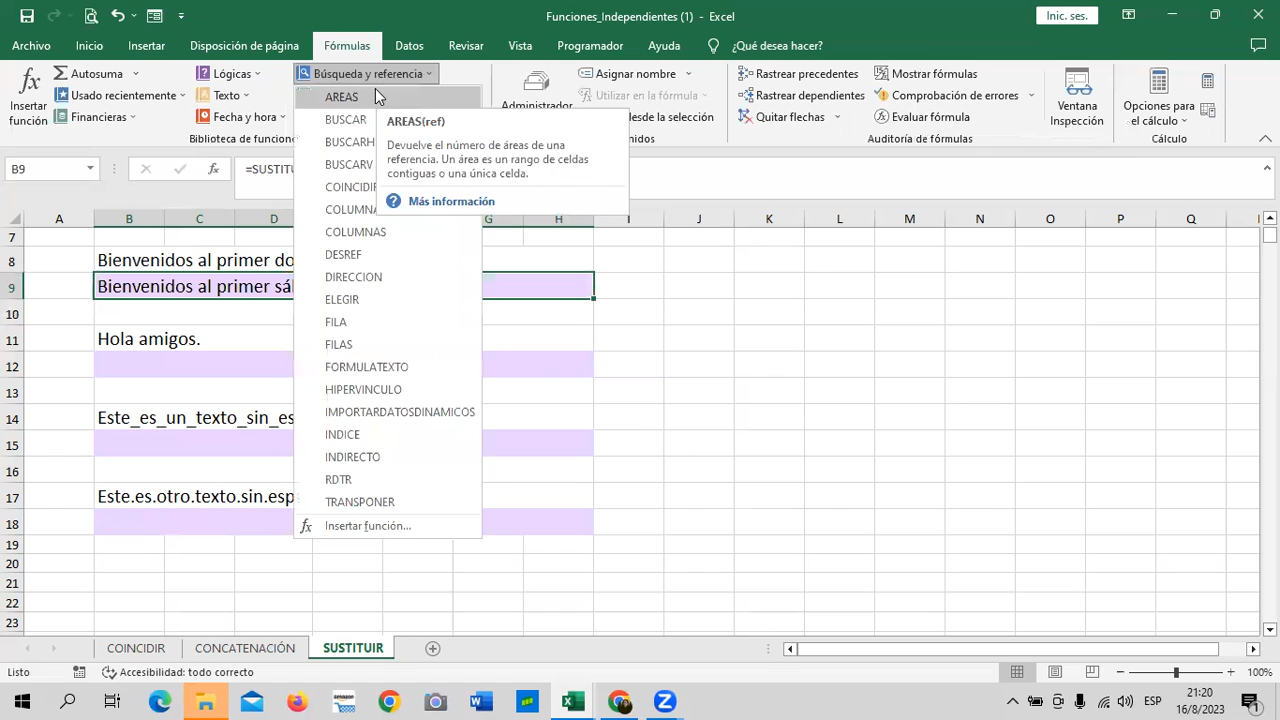 Funciones_Independientes (1) - Excel
Inic. ses.
Archivo
Inicio
Insertar
Disposición de página
Fórmulas
Datos
Revisar
Vista
Programador
Ayuda
¿Qué desea hacer?
Insertar
función
Autosuma
Usado recientemente
Financiera
Lógicas
Texto
Fecha y hora
Búsqueda y referencia
Administrador
Asignar nombre
Utilizar en la fórmula
desde la selección
Rastrear precedentes
Rastrear dependientes
Quitar flechas
Mostrar fórmulas
Comprobación de errores
Evaluar fórmula
Ventana
Inspección
Opciones para
el cálculo
Biblioteca de
Auditoría de fórmulas
Cálculo
B9
fx
=SUSTITU
AREAS
BUSCAR
BUSCARH
BUSCARV
COINCIDIR
COLUMNA
COLUMNAS
DESREF
DIRECCION
ELEGIR
FILA
FILAS
FORMULATEXTO
HIPERVINCULO
IMPORTARDATOSDINAMICOS
INDICE
INDIRECTO
RDTR
TRANSPONER
fx Insertar función...
AREAS(ref)
Devuelve el número de áreas de una
referencia. Un área es un rango de celdas
contiguas o una única celda.
Más información
A B C D G H I J K L M N O P Q
7
8 Bienvenidos al primer do
9 Bienvenidos al primer sá
10
11 Hola amigos.
12
13
14 Este_es_un_texto_sin_es
15
16
17 Este.es.otro.texto.sin.esp
18
19
20
21
22
23
COINCIDIR
CONCATENACIÓN
SUSTITUIR
Listo
Accesibilidad: todo correcto
100%
ESP
21:20
16/8/2023